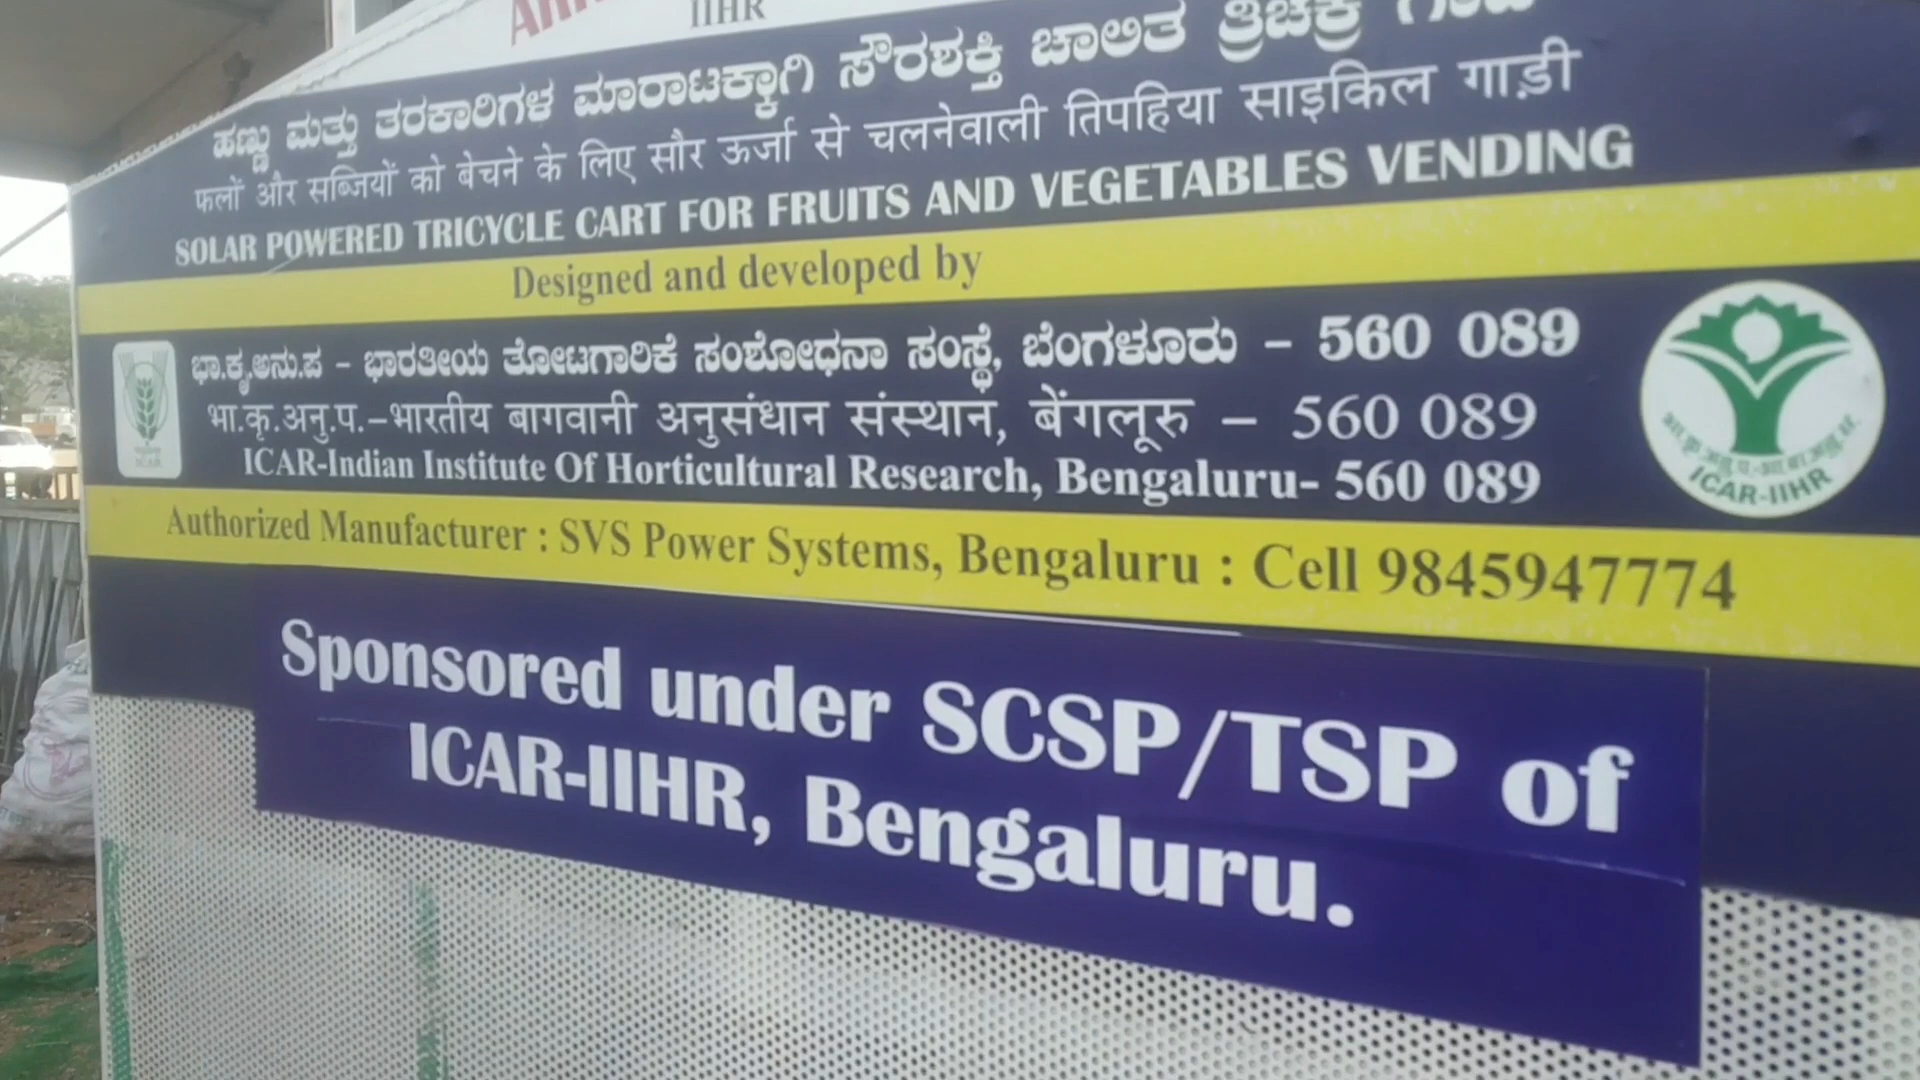 IIHR
ಹಣ್ಣು ಮತ್ತು ತರಕಾರಿಗಳ ಮಾರಾಟಕ್ಕಾಗಿ ಸೌರಶಕ್ತಿ ಚಾಲಿತ ತ್ರಿಚಕ್ರ
फलों और सब्जियों को बेचने के लिए सौर ऊर्जा से चलनेवाली तिपहिया साइकिल गाड़ी
SOLAR POWERED TRICYCLE CART FOR FRUITS AND VEGETABLES VENDING
Designed and developed by
ಭಾ.ಕೃ.ಅನು.ಪ - ಭಾರತೀಯ ತೋಟಗಾರಿಕೆ ಸಂಶೋಧನಾ ಸಂಸ್ಥೆ, ಬೆಂಗಳೂರು - 560 089
भा.कृ.अनु.प.-भारतीय बागवानी अनुसंधान संस्थान, बेंगलूरु - 560 089
ICAR-Indian Institute Of Horticultural Research, Bengaluru- 560 089
ICAR
ICAR-IIHR
Authorized Manufacturer : SVS Power Systems, Bengaluru : Cell 9845947774
Sponsored under SCSP/TSP of
ICAR-IIHR, Bengaluru.